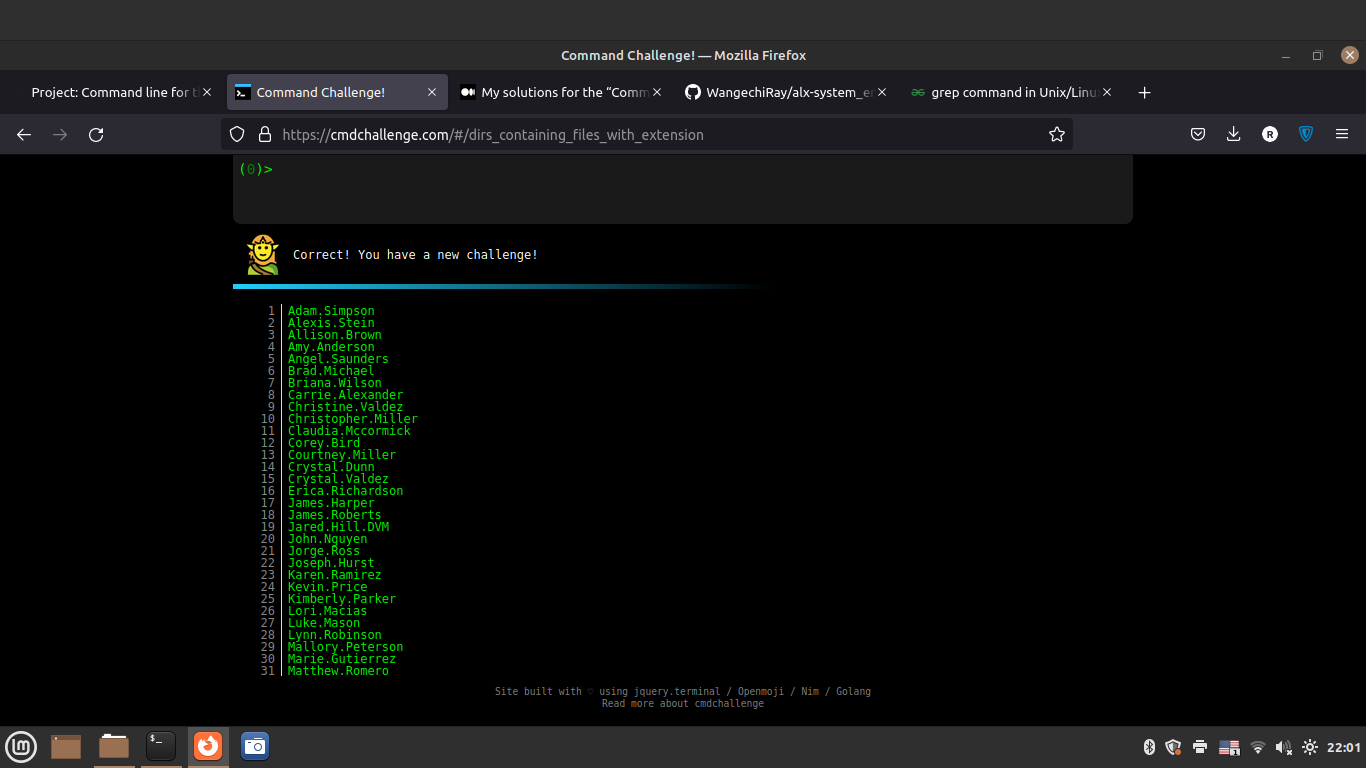 Command Challenge! — Mozilla Firefox
Project: Command line for t
Command Challenge!
My solutions for the “Comm
WangechiRay/alx-system_e
grep command in Unix/Linu
https://cmdchallenge.com/#/dirs_containing_files_with_extension
R
(0)>
Correct! You have a new challenge!
1 Adam.Simpson
2 Alexis.Stein
3 Allison.Brown
4 Amy.Anderson
5 Angel.Saunders
6 Brad.Michael
7 Briana.Wilson
8 Carrie.Alexander
9 Christine.Valdez
10 Christopher.Miller
11 Claudia.Mccormick
12 Corey.Bird
13 Courtney.Miller
14 Crystal.Dunn
15 Crystal.Valdez
16 Erica.Richardson
17 James.Harper
18 James.Roberts
19 Jared.Hill.DVM
20 John.Nguyen
21 Jorge.Ross
22 Joseph.Hurst
23 Karen.Ramirez
24 Kevin.Price
25 Kimberly.Parker
26 Lori.Macias
27 Luke.Mason
28 Lynn.Robinson
29 Mallory.Peterson
30 Marie.Gutierrez
31 Matthew.Romero
Site built with ♡ using jquery.terminal / Openmoji / Nim / Golang
Read more about cmdchallenge
$_
1
22:01